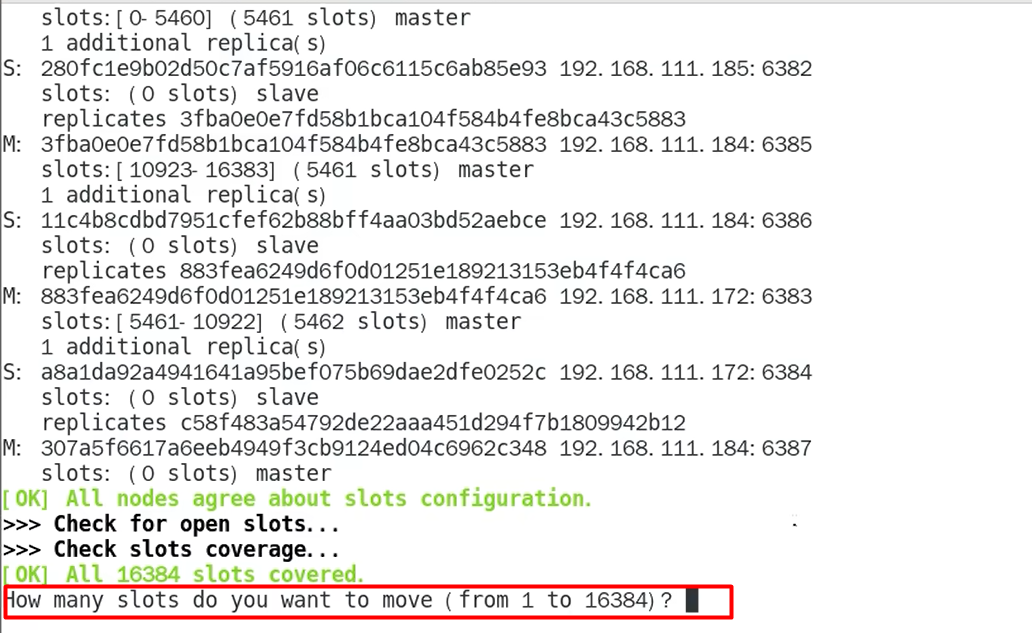 slots:[0-5460] (5461 slots) master
1 additional replica(s)
S: 280fc1e9b02d50c7af5916af06c6115c6ab85e93 192.168.111.185:6382
slots: (0 slots) slave
replicates 3fba0e0e7fd58b1bca104f584b4fe8bca43c5883
M: 3fba0e0e7fd58b1bca104f584b4fe8bca43c5883 192.168.111.184:6385
slots:[10923-16383] (5461 slots) master
1 additional replica(s)
S: 11c4b8cdbd7951cfef62b88bff4aa03bd52aebce 192.168.111.184:6386
slots: (0 slots) slave
replicates 883fea6249d6f0d01251e189213153eb4f4f4ca6
M: 883fea6249d6f0d01251e189213153eb4f4f4ca6 192.168.111.172:6383
slots:[5461-10922] (5462 slots) master
1 additional replica(s)
S: a8a1da92a4941641a95bef075b69dae2dfe0252c 192.168.111.172:6384
slots: (0 slots) slave
replicates c58f483a54792de22aaa451d294f7b1809942b12
M: 307a5f6617a6eeb4949f3cb9124ed04c6962c348 192.168.111.184:6387
slots: (0 slots) master
[OK] All nodes agree about slots configuration.
>>> Check for open slots...
>>> Check slots coverage...
[OK] All 16384 slots covered.
How many slots do you want to move (from 1 to 16384)?